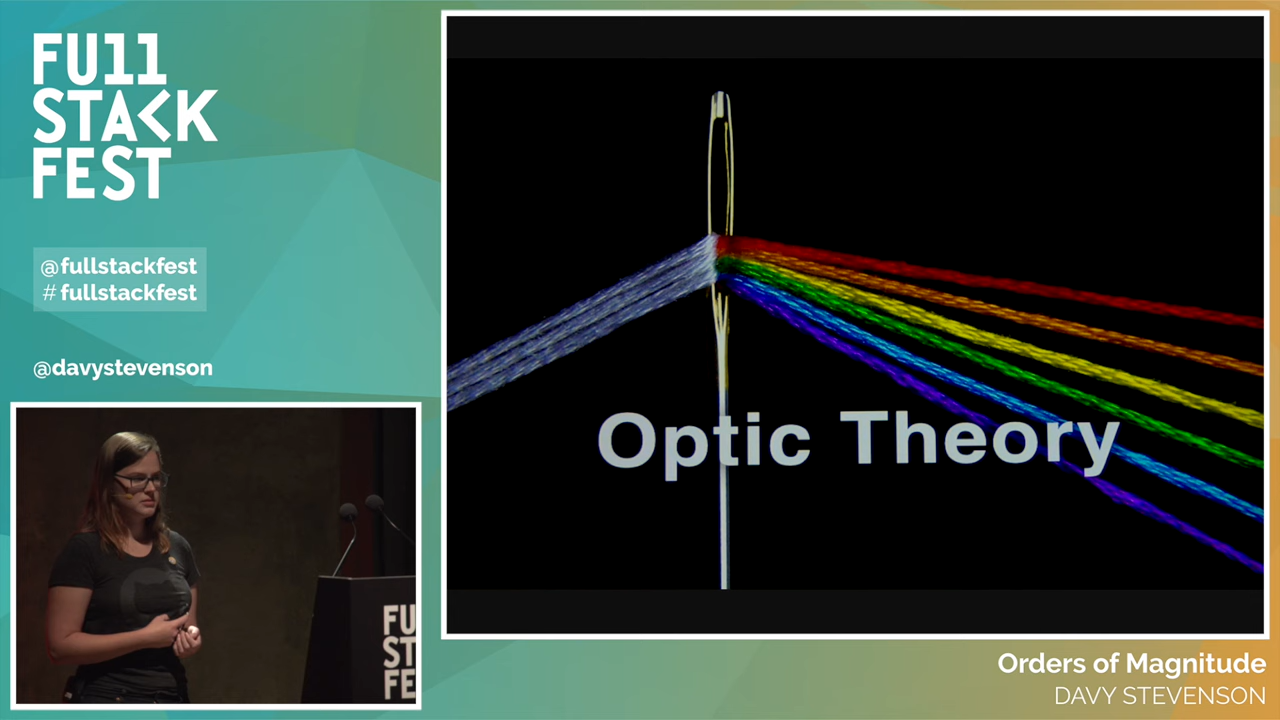 FU11
STACK
FEST
@fullstackfest
# fullstackfest
@davystevenson
Optic Theory
FU
ST
FE
Orders of Magnitude
DAVY STEVENSON